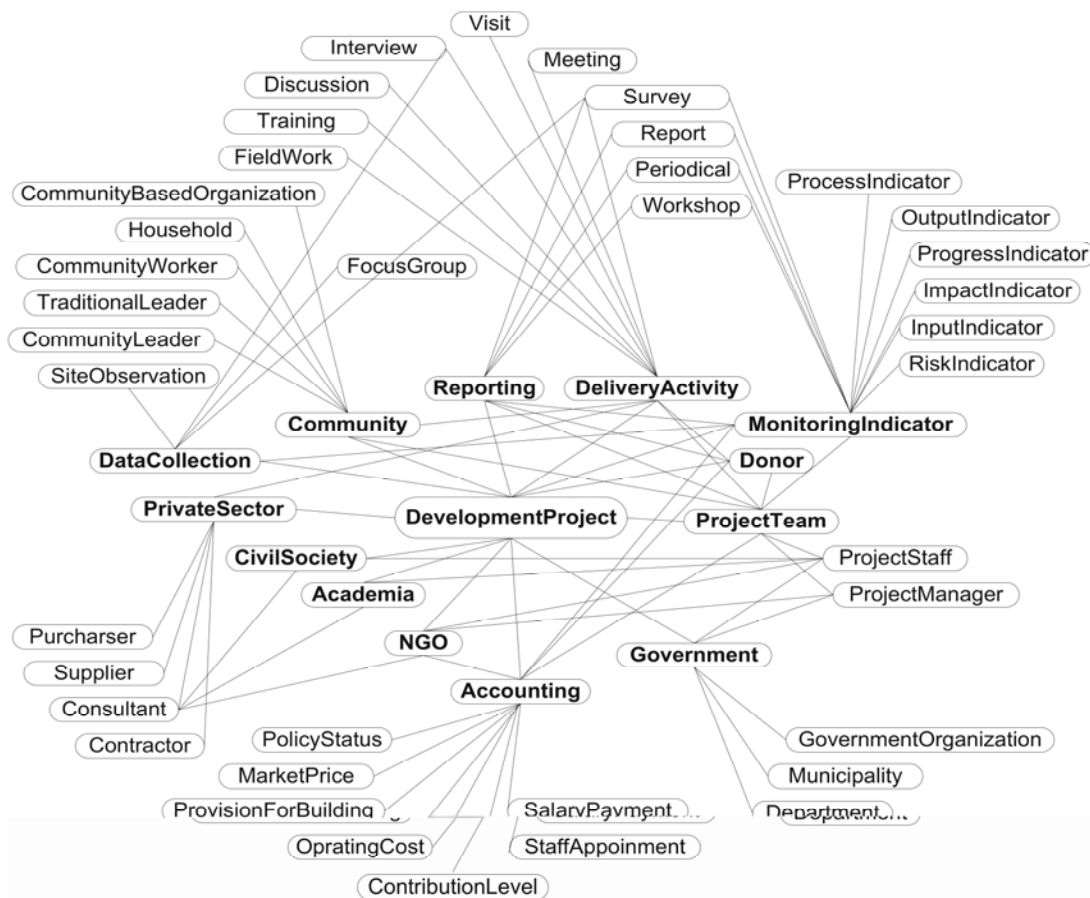 Visit
Interview
Meeting
Discussion
Survey
Training
Report
FieldWork
Periodical
ProcessIndicator
CommunityBasedOrganization
Workshop
OutputIndicator
Household
ProgressIndicator
CommunityWorker
FocusGroup
ImpactIndicator
TraditionalLeader
InputIndicator
CommunityLeader
RiskIndicator
SiteObservation
Reporting
DeliveryActivity
Community
MonitoringIndicator
DataCollection
Donor
PrivateSector
DevelopmentProject
ProjectTeam
CivilSociety
ProjectStaff
Academia
ProjectManager
Purcharser
NGO
Government
Supplier
Accounting
Consultant
Contractor
PolicyStatus
GovernmentOrganization
MarketPrice
Municipality
ProvisionForBuilding
SalaryPayment
Department
OpratingCost
StaffAppoinment
ContributionLevel